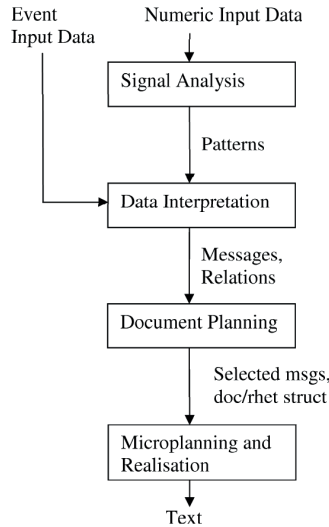 Event
Input Data
Numeric Input Data
Signal Analysis
Patterns
Data Interpretation
Messages,
Relations
Document Planning
Selected msgs,
doc/rhet struct
Microplanning and
Realisation
Text